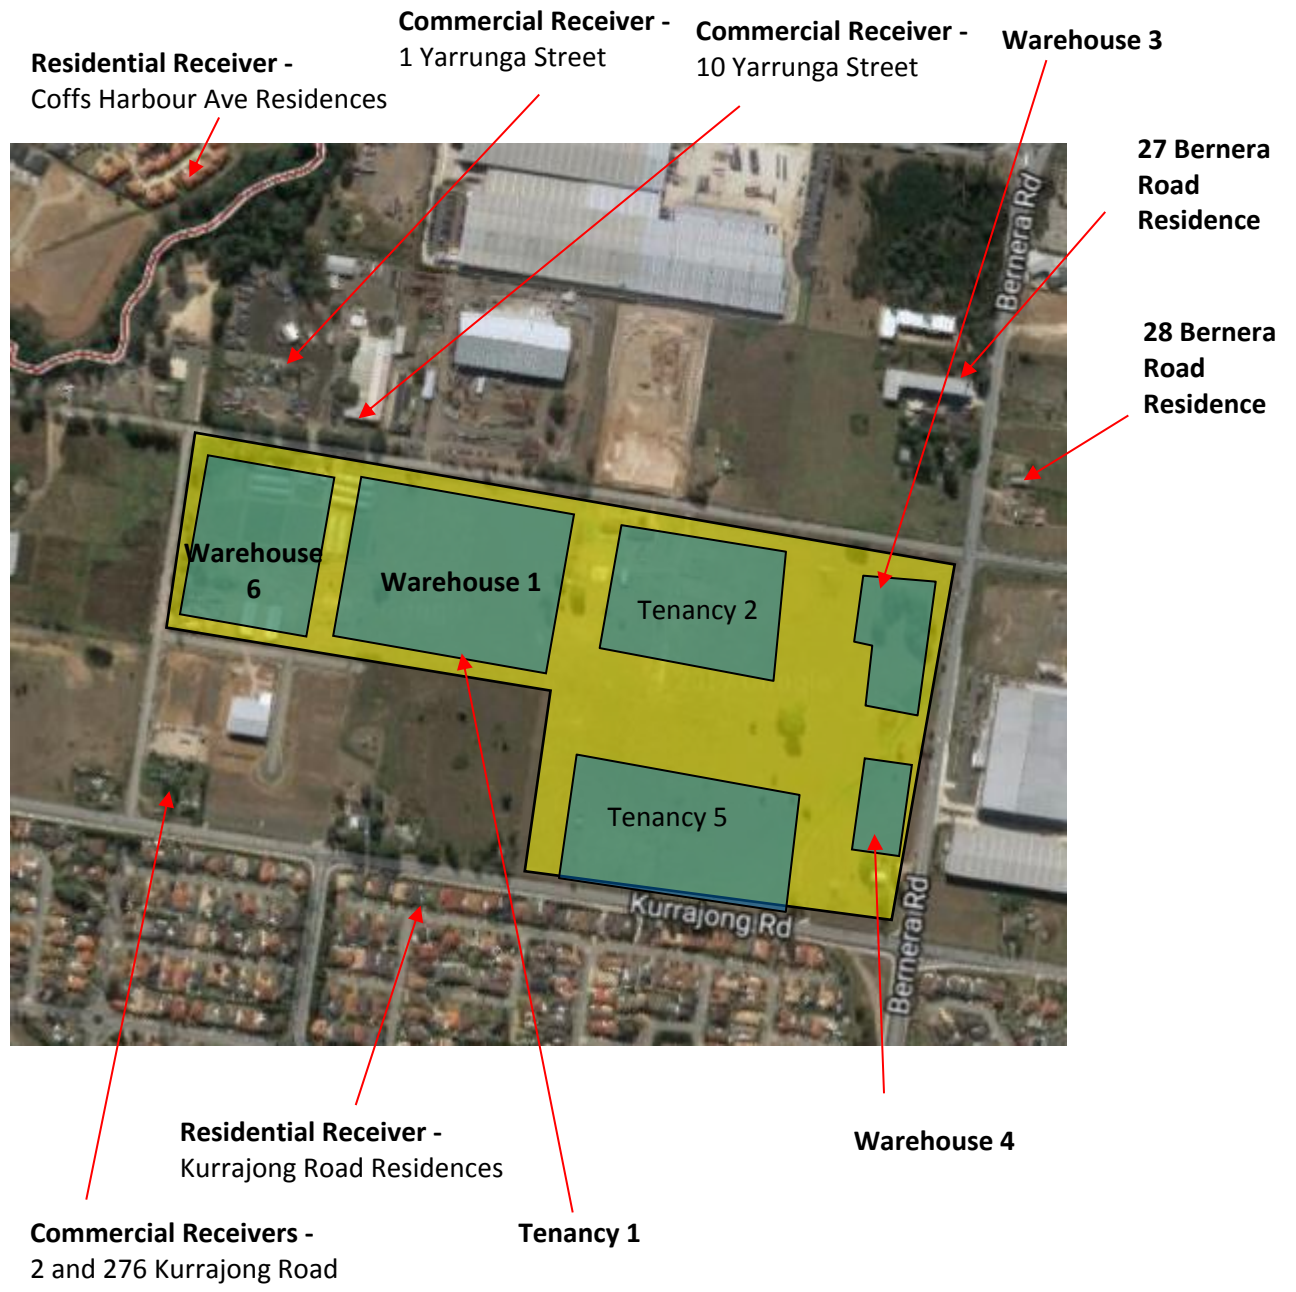 Commercial Receiver -
1 Yarrunga Street
Commercial Receiver -
10 Yarrunga Street
Warehouse 3
Residential Receiver -
Coffs Harbour Ave Residences
27 Bernera
Road
Residence
Bernera Rd
28 Bernera
Road
Residence
Warehouse
6
Warehouse 1
Tenancy 2
Tenancy 5
Kurrajong Rd
Bernera Rd
Residential Receiver -
Kurrajong Road Residences
Warehouse 4
Commercial Receivers -
2 and 276 Kurrajong Road
Tenancy 1